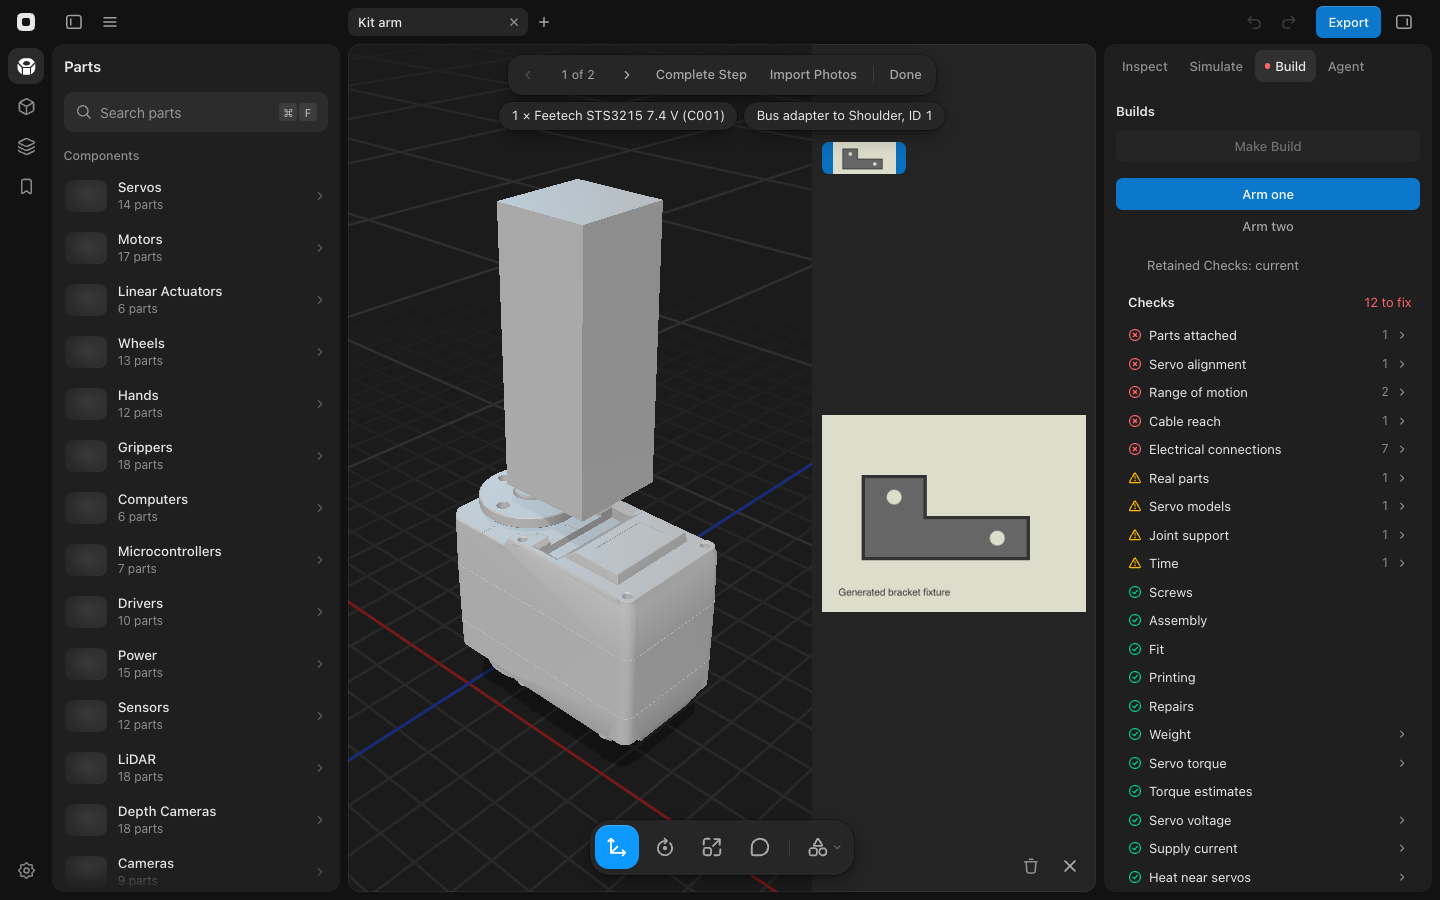 Kit arm
Export
Parts
Search parts
⌘ F
Components
Servos
14 parts
Motors
17 parts
Linear Actuators
6 parts
Wheels
13 parts
Hands
12 parts
Grippers
18 parts
Computers
6 parts
Microcontrollers
7 parts
Drivers
10 parts
Power
15 parts
Sensors
12 parts
LiDAR
18 parts
Depth Cameras
18 parts
Cameras
9 parts
1 of 2
Complete Step
Import Photos
Done
1 × Feetech STS3215 7.4 V (C001)
Bus adapter to Shoulder, ID 1
Generated bracket fixture
Inspect
Simulate
Build
Agent
Builds
Make Build
Arm one
Arm two
Retained Checks: current
Checks 12 to fix
Parts attached 1
Servo alignment 1
Range of motion 2
Cable reach 1
Electrical connections 7
Real parts 1
Servo models 1
Joint support 1
Time 1
Screws
Assembly
Fit
Printing
Repairs
Weight
Servo torque
Torque estimates
Servo voltage
Supply current
Heat near servos